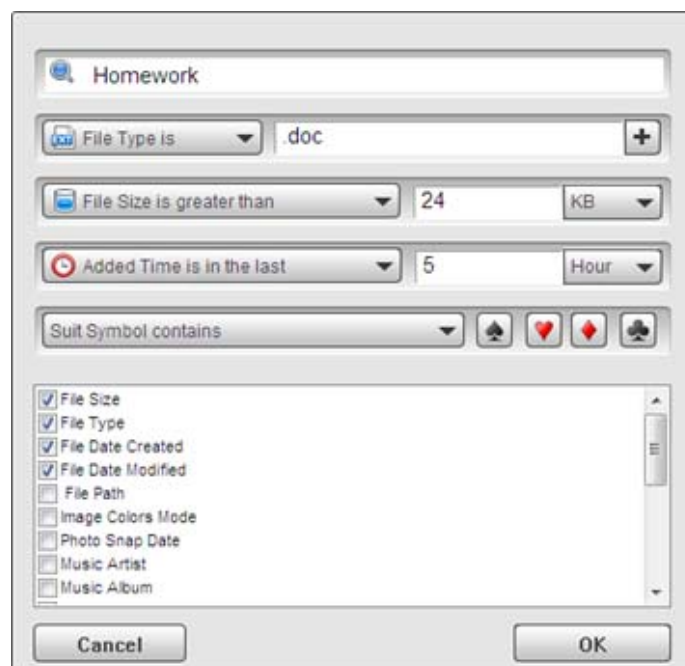 Homework
File Type is .doc
File Size is greater than 24 KB
Added Time is in the last 5 Hour
Suit Symbol contains
File Size
File Type
File Date Created
File Date Modified
File Path
Image Colors Mode
Photo Snap Date
Music Artist
Music Album
Cancel OK